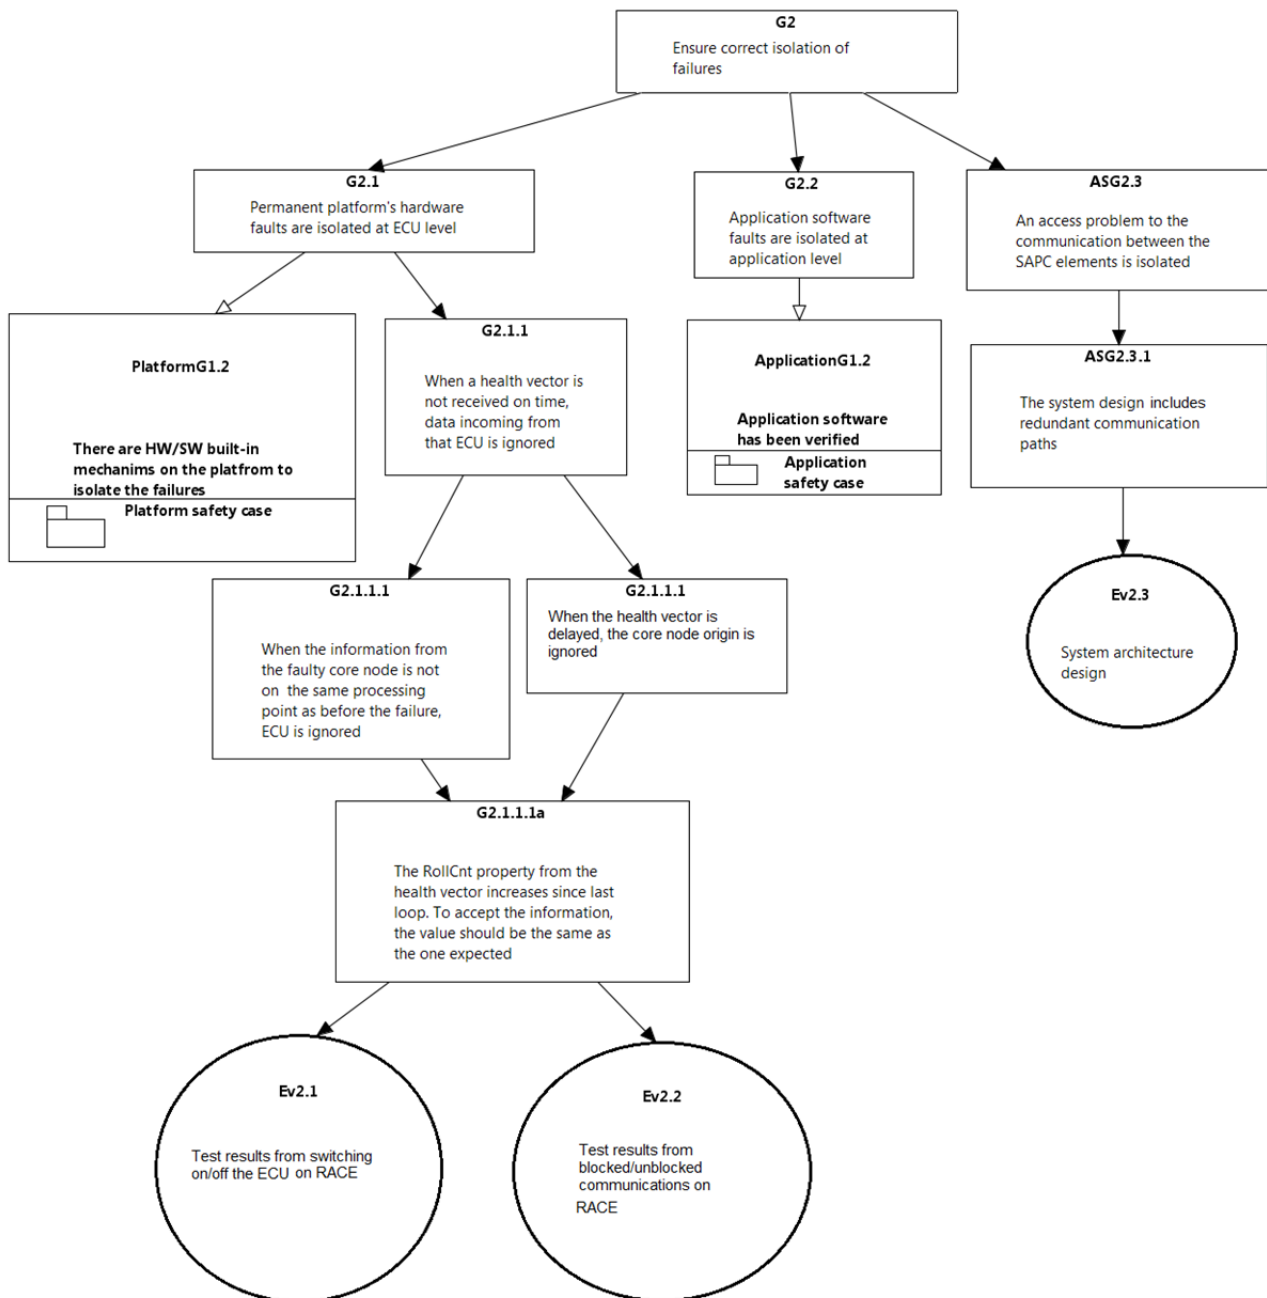 G2
Ensure correct isolation of
failures
G2.1
Permanent platform's hardware
faults are isolated at ECU level
G2.2
Application software
faults are isolated at
application level
ASG2.3
An access problem to the
communication between the
SAPC elements is isolated
PlatformG1.2
There are HW/SW built-in
mechanims on the platfrom to
isolate the failures
Platform safety case
G2.1.1
When a health vector is
not received on time,
data incoming from
that ECU is ignored
ApplicationG1.2
Application software
has been verified
Application
safety case
ASG2.3.1
The system design includes
redundant communication
paths
G2.1.1.1
When the information from
the faulty core node is not
on the same processing
point as before the failure,
ECU is ignored
G2.1.1.1
When the health vector is
delayed, the core node origin is
ignored
Ev2.3
System architecture
design
G2.1.1.1a
The RollCnt property from the
health vector increases since last
loop. To accept the information,
the value should be the same as
the one expected
Ev2.1
Test results from switching
on/off the ECU on RACE
Ev2.2
Test results from
blocked/unblocked
communications on
RACE